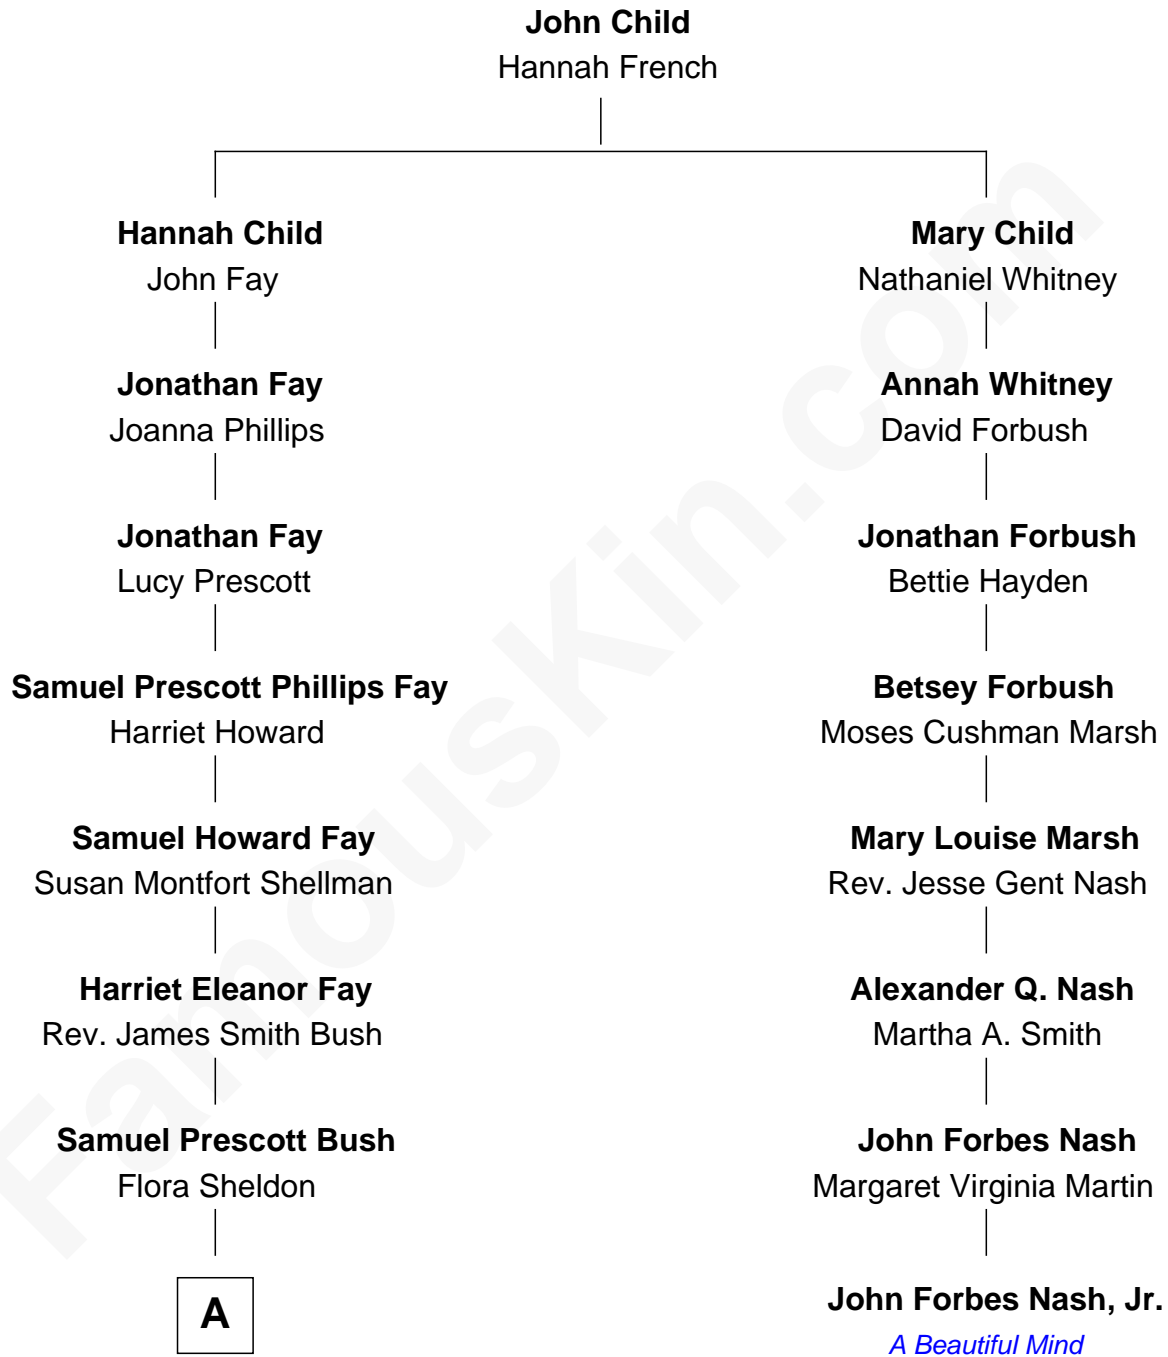 John Child
Hannah French
Hannah Child
John Fay
Mary Child
Nathaniel Whitney
Jonathan Fay
Joanna Phillips
Annah Whitney
David Forbush
Jonathan Fay
Lucy Prescott
Jonathan Forbush
Bettie Hayden
Samuel Prescott Phillips Fay
Harriet Howard
Betsey Forbush
Moses Cushman Marsh
Samuel Howard Fay
Susan Montfort Shellman
Mary Louise Marsh
Rev. Jesse Gent Nash
Harriet Eleanor Fay
Rev. James Smith Bush
Alexander Q. Nash
Martha A. Smith
Samuel Prescott Bush
Flora Sheldon
John Forbes Nash
Margaret Virginia Martin
A
John Forbes Nash, Jr.
A Beautiful Mind
FamousKin.com